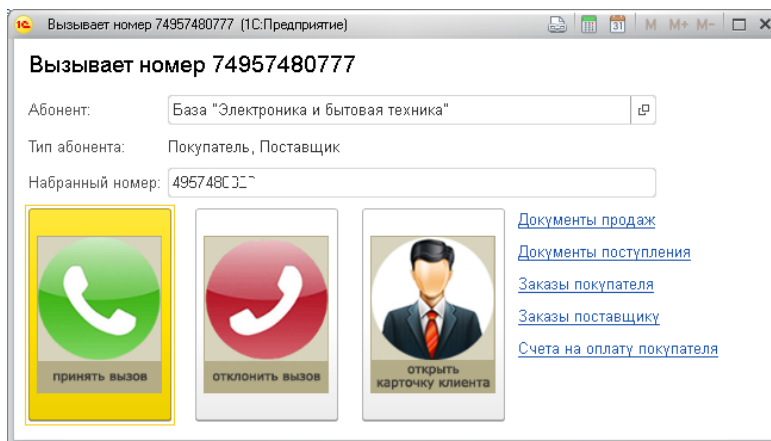 Вызывает номер 74957480777 (1С:Предприятие)
M M+ M-
Вызывает номер 74957480777
Абонент: База "Электроника и бытовая техника"
Тип абонента: Покупатель, Поставщик
Набранный номер:
принять вызов
отклонить вызов
открыть
карточку клиента
Документы продаж
Документы поступления
Заказы покупателя
Заказы поставщику
Счета на оплату покупателя